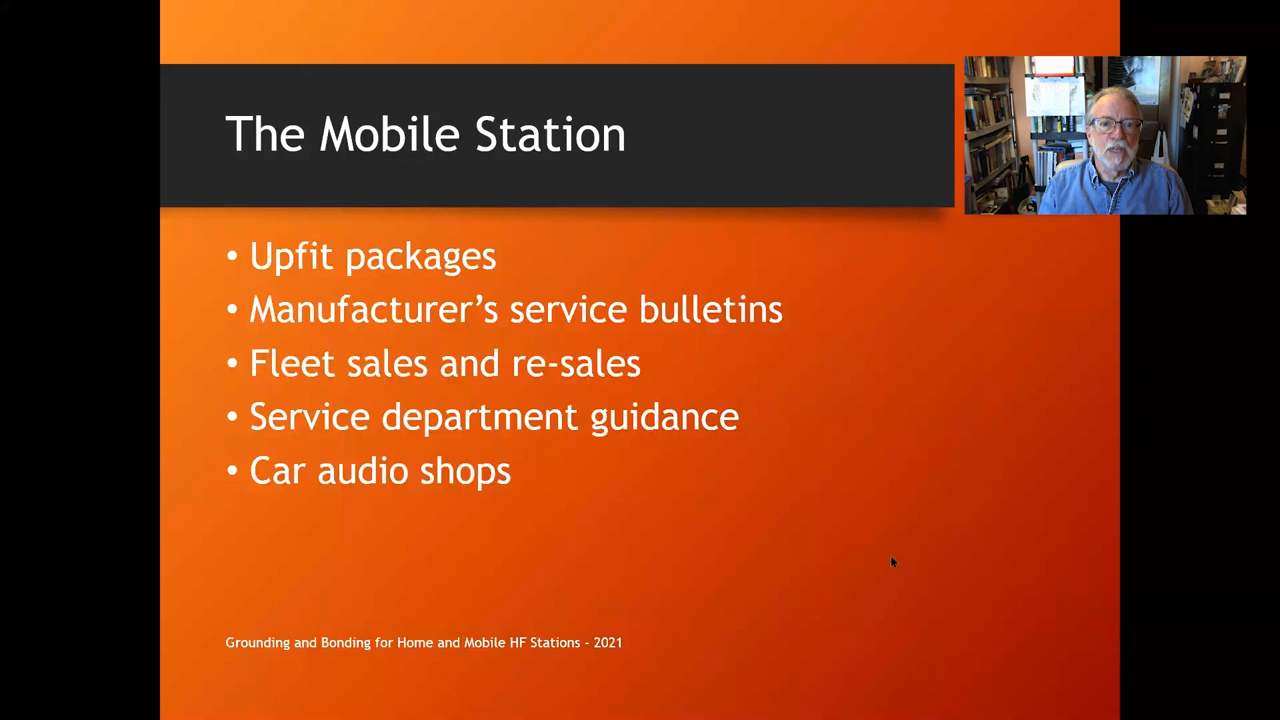 The Mobile Station
• Upfit packages
• Manufacturer’s service bulletins
• Fleet sales and re-sales
• Service department guidance
• Car audio shops
Grounding and Bonding for Home and Mobile HF Stations - 2021